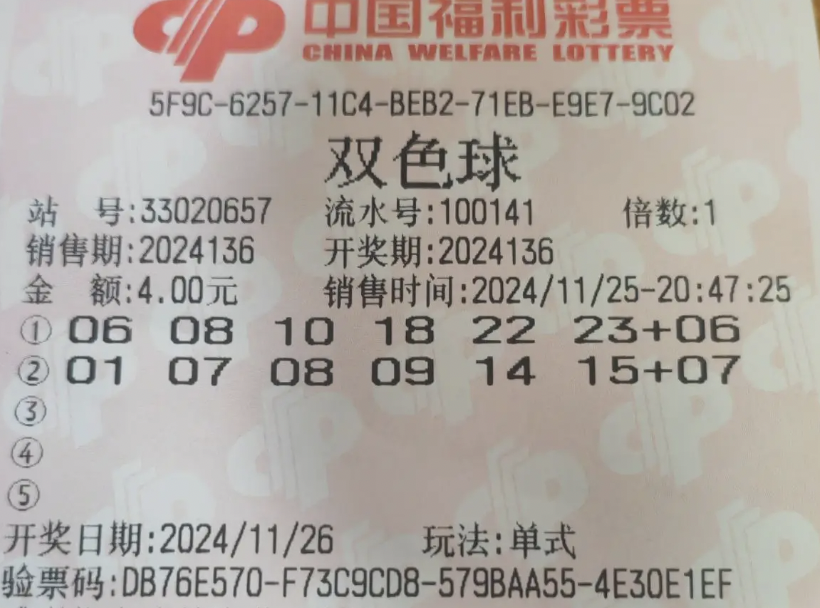 中国福利彩票
CHINA WELFARE LOTTERY
5F9C-6257-11C4-BEB2-71EB-E9E7-9C02
双色球
站 号:33020657 流水号:100141 倍数:1
销售期:2024136 开奖期:2024136
金 额:4.00元 销售时间:2024/11/25-20:47:25
① 06 08 10 18 22 23+06
② 01 07 08 09 14 15+07
③
④
⑤
开奖日期:2024/11/26 玩法:单式
验票码:DB76E570-F73C9CD8-579BAA55-4E30E1EF